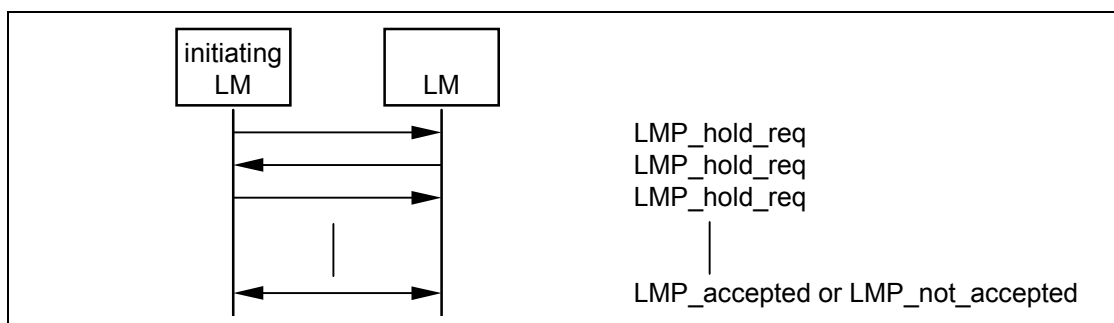 initiating
LM
LM
LMP_hold_req
LMP_hold_req
LMP_hold_req
LMP_accepted or LMP_not_accepted